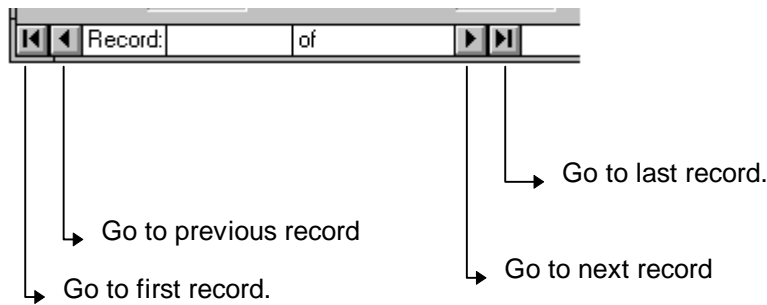 Record: of
Go to last record.
Go to previous record
Go to next record
Go to first record.